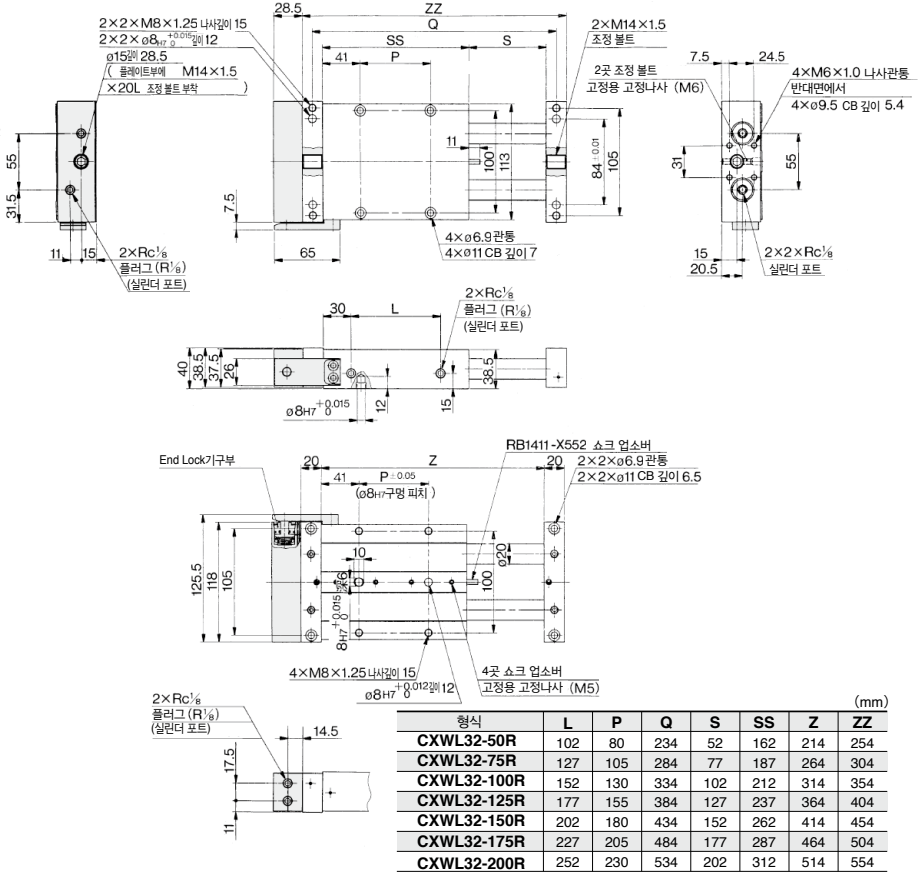 28.5
ZZ
Q
SS
S
41
P
2×2×M8×1.25 나사깊이 15
2×2×ø8H7 +0.015 0 깊이 12
ø15깊이 28.5
( 플레이트부에 M14×1.5
×20L 조정 볼트 부착 )
2×M14×1.5
조정 볼트
2곳 조정 볼트
고정용 고정나사 (M6)
7.5
24.5
4×M6×1.0 나사관통
반대면에서
4×ø9.5 CB 깊이 5.4
55
31.5
11
15
2×Rc⅛
플러그 (R⅛)
(실린더 포트)
7.5
65
11
100
113
84±0.01
105
4×ø6.9 관통
4×ø11 CB 깊이 7
31
55
15
20.5
2×2×Rc⅛
실린더 포트
30
L
2×Rc⅛
플러그 (R⅛)
(실린더 포트)
40
38.5
37.5
26
ø8H7 +0.015 0
12
15
38.5
End Lock기구부
20
Z
20
41
P±0.05
(ø8H7구멍 피치)
RB1411-X552 쇼크 업소버
2×2×ø6.9 관통
2×2×ø11 CB 깊이 6.5
125.5
118
105
10
깊이6
8H7 +0.015 0
100
ø20
4×M8×1.25 나사깊이 15
ø8H7 +0.012 0 깊이 12
4곳 쇼크 업소버
고정용 고정나사 (M5)
2×Rc⅛
플러그 (R⅛)
(실린더 포트)
14.5
17.5
11
(mm)
형식 L P Q S SS Z ZZ
CXWL32-50R 102 80 234 52 162 214 254
CXWL32-75R 127 105 284 77 187 264 304
CXWL32-100R 152 130 334 102 212 314 354
CXWL32-125R 177 155 384 127 237 364 404
CXWL32-150R 202 180 434 152 262 414 454
CXWL32-175R 227 205 484 177 287 464 504
CXWL32-200R 252 230 534 202 312 514 554